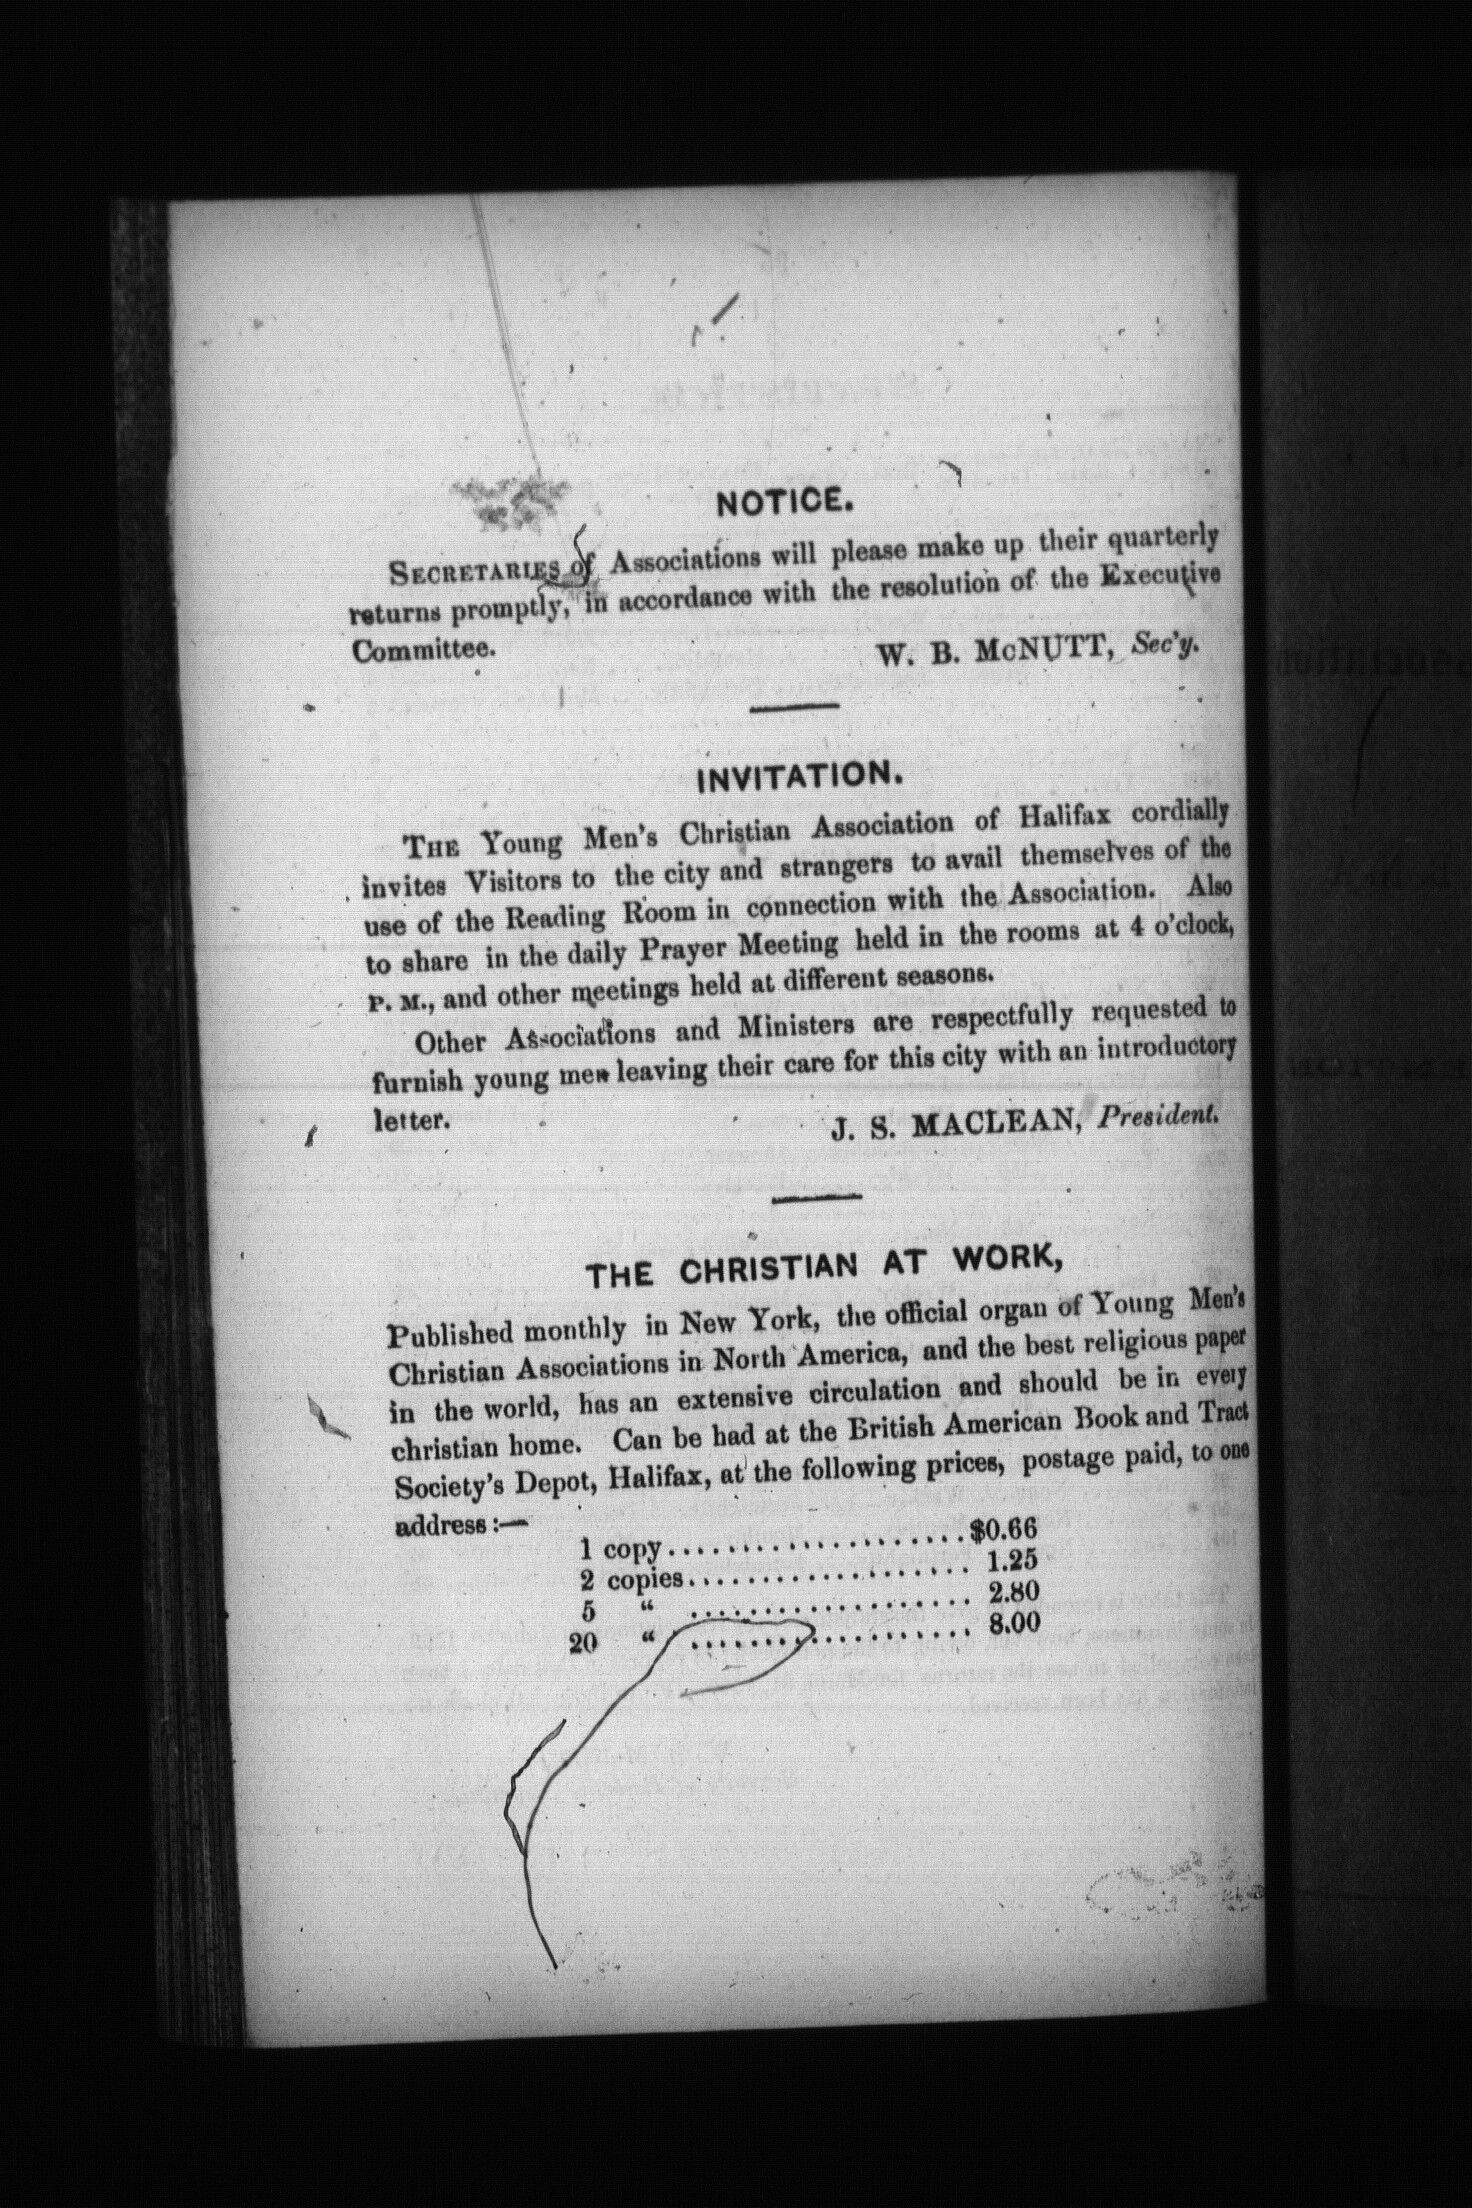 NOTICE.
SECRETARIES of Associations will please make up their quarterly
returns promptly, in accordance with the resolution of the Executive
Committee.
W. B. McNUTT, Sec'y.
INVITATION.
THE Young Men's Christian Association of Halifax cordially
invites Visitors to the city and strangers to avail themselves of the
use of the Reading Room in connection with the Association. Also
to share in the daily Prayer Meeting held in the rooms at 4 o'clock,
P. M., and other meetings held at different seasons.
Other Associations and Ministers are respectfully requested to
furnish young men leaving their care for this city with an introductory
letter.
J. S. MACLEAN, President.
THE CHRISTIAN AT WORK,
Published monthly in New York, the official organ of Young Men's
Christian Associations in North America, and the best religious paper
in the world, has an extensive circulation and should be in every
christian home. Can be had at the British American Book and Tract
Society's Depot, Halifax, at the following prices, postage paid, to one
address:—
1 copy.....................$0.66
2 copies................... 1.25
5 " ................... 2.80
20 " ................... 8.00